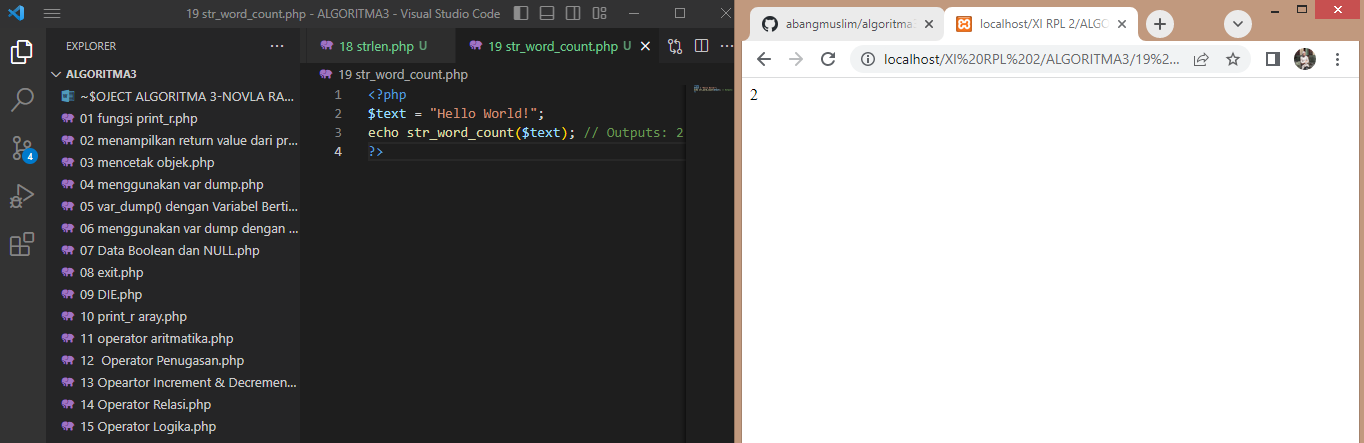 19 str_word_count.php - ALGORITMA3 - Visual Studio Code
EXPLORER
ALGORITMA3
~$OJECT ALGORITMA 3-NOVLA RA...
01 fungsi print_r.php
02 menampilkan return value dari pr...
03 mencetak objek.php
04 menggunakan var dump.php
05 var_dump() dengan Variabel Berti...
06 menggunakan var dump dengan ...
07 Data Boolean dan NULL.php
08 exit.php
09 DIE.php
10 print_r aray.php
11 operator aritmatika.php
12  Operator Penugasan.php
13 Opeartor Increment & Decremen...
14 Operator Relasi.php
15 Operator Logika.php
4
18 strlen.php U
19 str_word_count.php U
19 str_word_count.php
1 <?php
2 $text = "Hello World!";
3 echo str_word_count($text); // Outputs: 2
4 ?>
abangmuslim/algoritma
localhost/XI RPL 2/ALGO
localhost/XI%20RPL%202/ALGORITMA3/19%2...
2